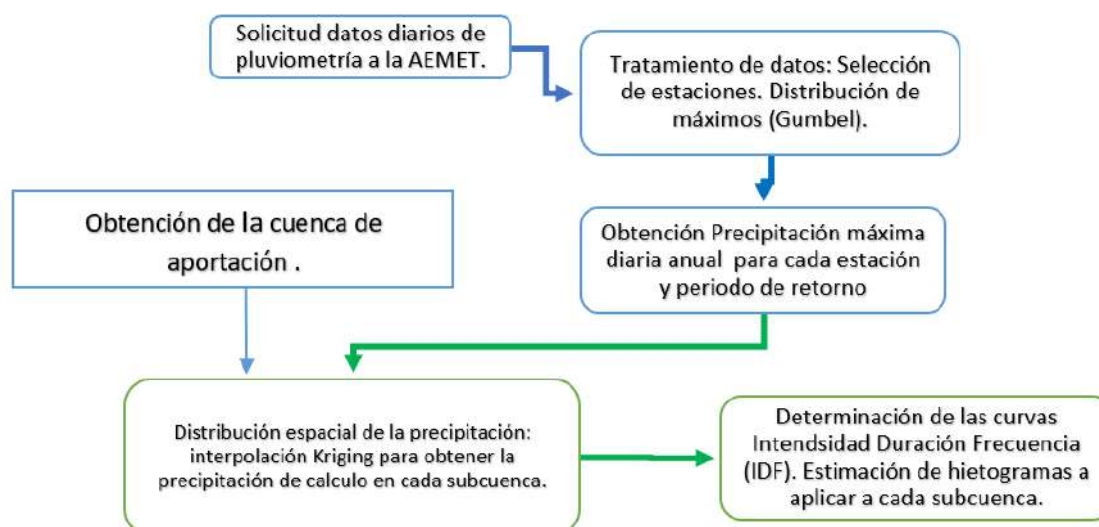 Solicitud datos diarios de
pluviometría a la AEMET.
Tratamiento de datos: Selección
de estaciones. Distribución de
máximos (Gumbel).
Obtención de la cuenca de
aportación .
Obtención Precipitación máxima
diaria anual para cada estación
y periodo de retorno
Distribución espacial de la precipitación:
interpolación Kriging para obtener la
precipitación de calculo en cada subcuenca.
Determinación de las curvas
Intendsidad Duración Frecuencia
(IDF). Estimación de hietogramas a
aplicar a cada subcuenca.